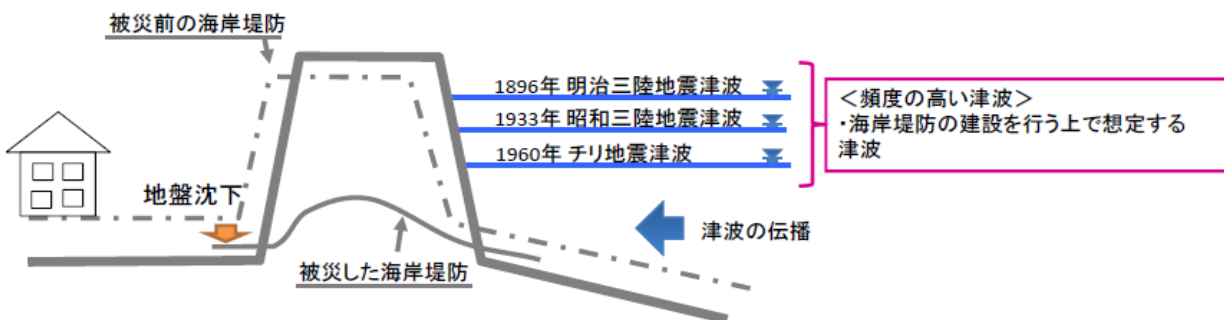 被災前の海岸堤防
1896年 明治三陸地震津波
1933年 昭和三陸地震津波
1960年 チリ地震津波
＜頻度の高い津波＞
・海岸堤防の建設を行う上で想定する
津波
地盤沈下
津波の伝播
被災した海岸堤防